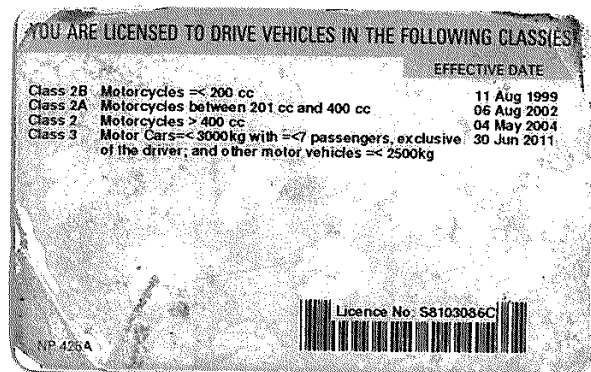 YOU ARE LICENSED TO DRIVE VEHICLES IN THE FOLLOWING CLASS(ES)
EFFECTIVE DATE
Class 2B Motorcycles =< 200 cc 11 Aug 1999
Class 2A Motorcycles between 201 cc and 400 cc 06 Aug 2002
Class 2 Motorcycles > 400 cc 04 May 2004
Class 3 Motor Cars=< 3000kg with =<7 passengers, exclusive 30 Jun 2011
of the driver; and other motor vehicles =< 2500kg
Licence No: S8103086C
NP 426A